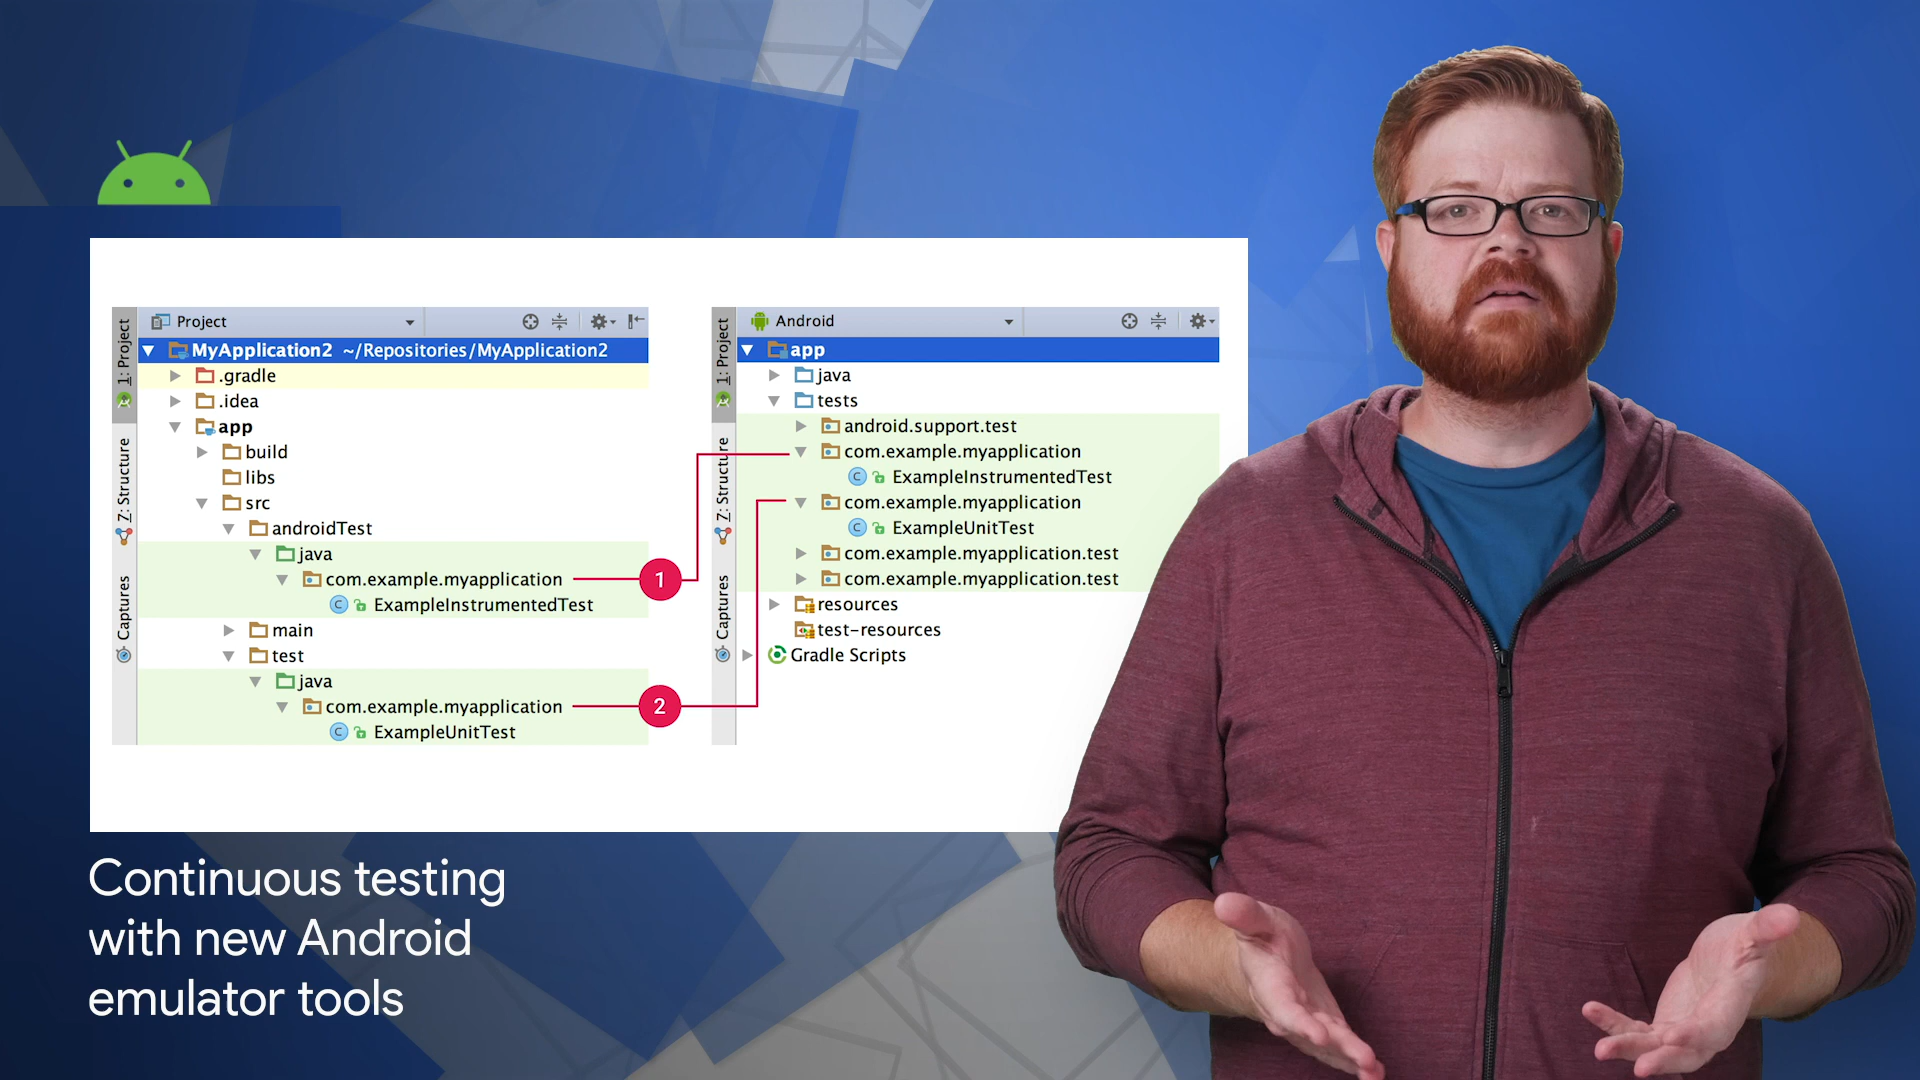 Project
1: Project
Z: Structure
Captures
MyApplication2 ~/Repositories/MyApplication2
.gradle
.idea
app
build
libs
src
androidTest
java
com.example.myapplication
ExampleInstrumentedTest
main
test
java
com.example.myapplication
ExampleUnitTest
1
2
Android
1: Project
Z: Structure
Captures
app
java
tests
android.support.test
com.example.myapplication
ExampleInstrumentedTest
com.example.myapplication
ExampleUnitTest
com.example.myapplication.test
com.example.myapplication.test
resources
test-resources
Gradle Scripts
Continuous testing
with new Android
emulator tools